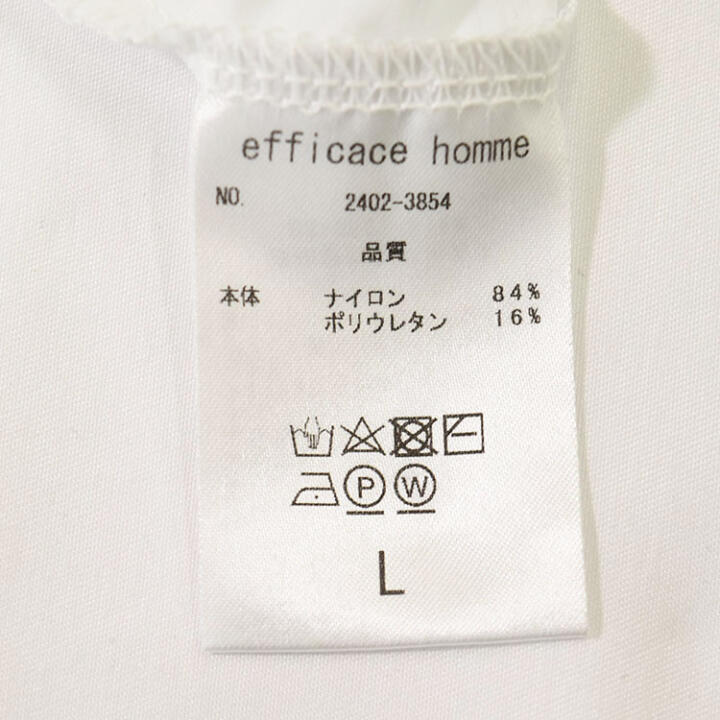 efficace homme
NO. 2402-3854
品質
本体 ナイロン 84%
ポリウレタン 16%
P W
L